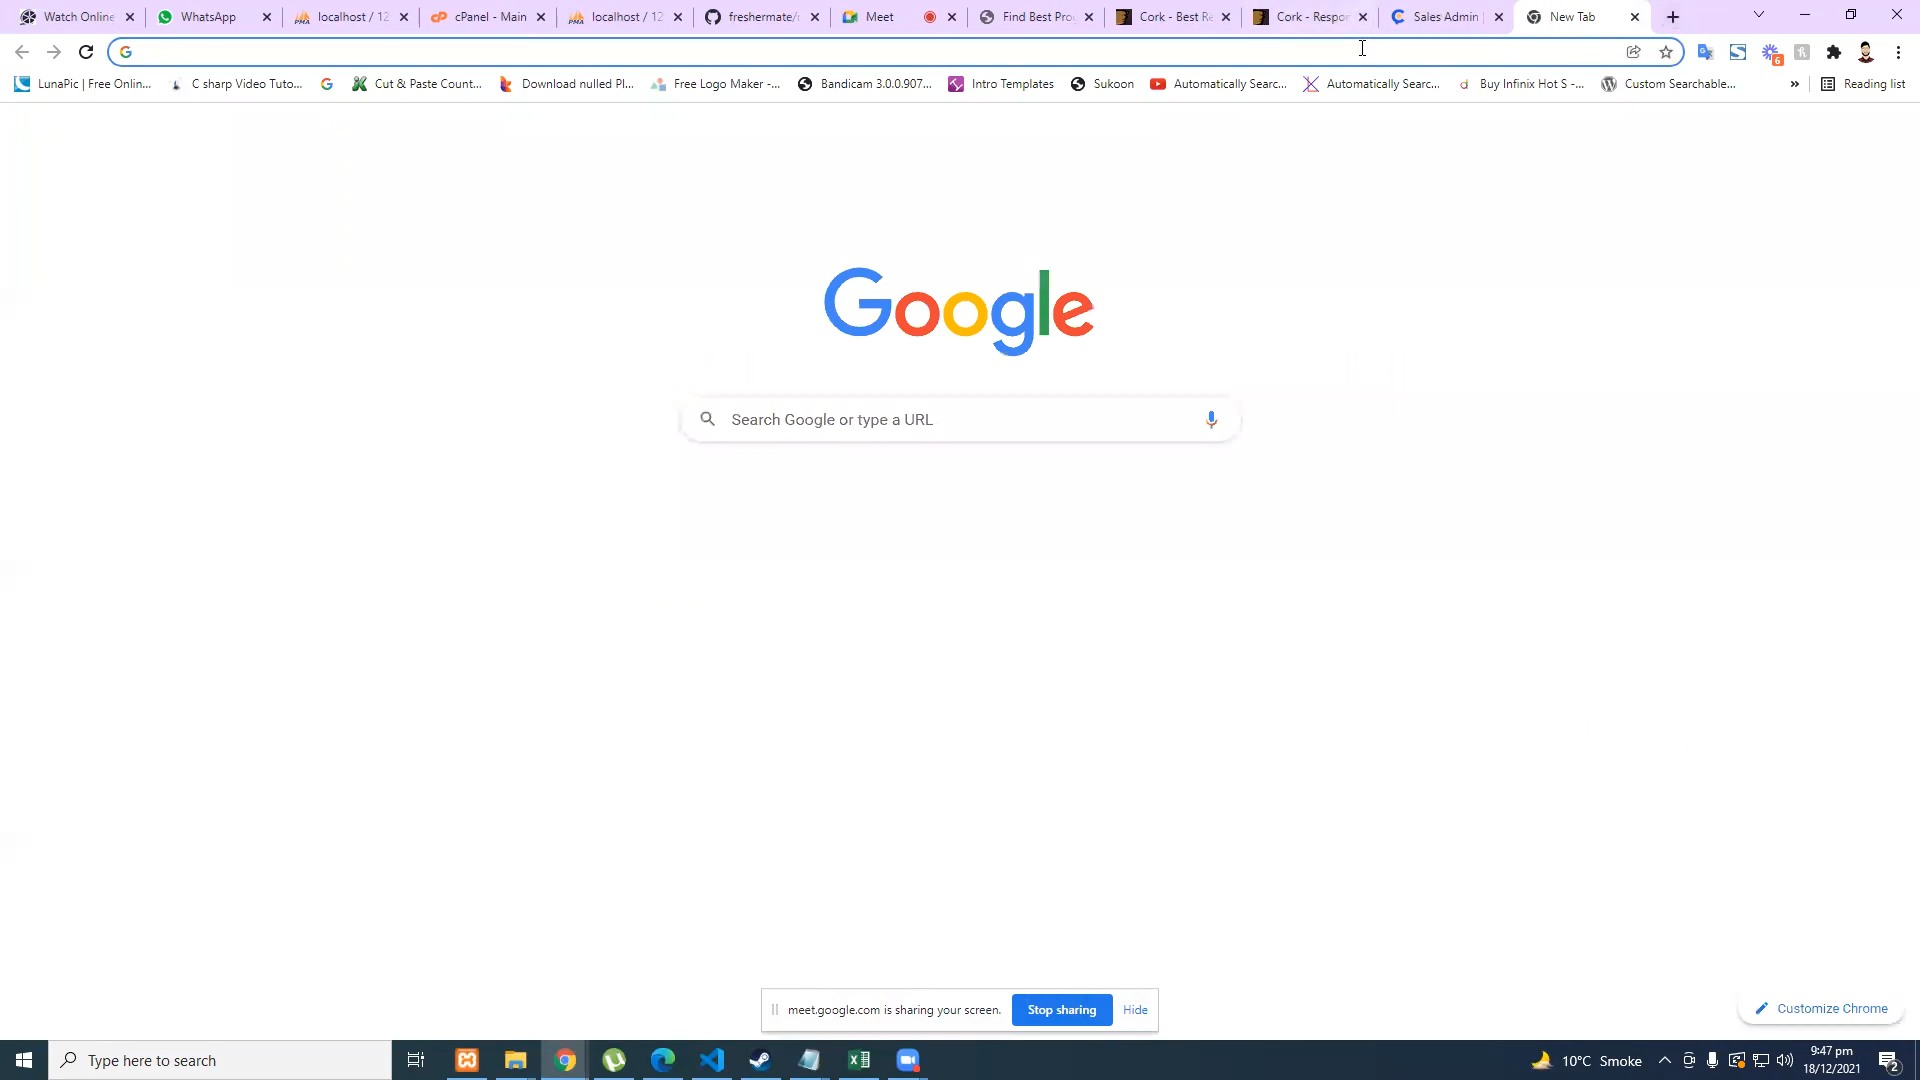 Watch Online WhatsApp localhost / 12 cPanel - Main localhost / 12 freshermate/ Meet Find Best Pro Cork - Best Re Cork - Respon Sales Admin New Tab
LunaPic | Free Onlin... C sharp Video Tuto... Cut & Paste Count... Download nulled Pl... Free Logo Maker -... Bandicam 3.0.0.907... Intro Templates Sukoon Automatically Searc... Automatically Searc... Buy Infinix Hot S -... Custom Searchable... » Reading list
Google
Search Google or type a URL
meet.google.com is sharing your screen. Stop sharing Hide
Customize Chrome
Type here to search
10°C Smoke
9:47 pm
18/12/2021
2